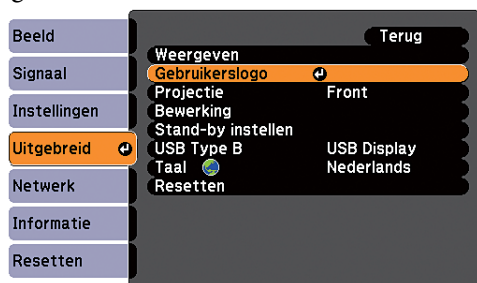 Beeld
Signaal
Instellingen
Uitgebreid
Netwerk
Informatie
Resetten
Terug
Weergeven
Gebruikerslogo
Projectie Front
Bewerking
Stand-by instellen
USB Type B USB Display
Taal Nederlands
Resetten